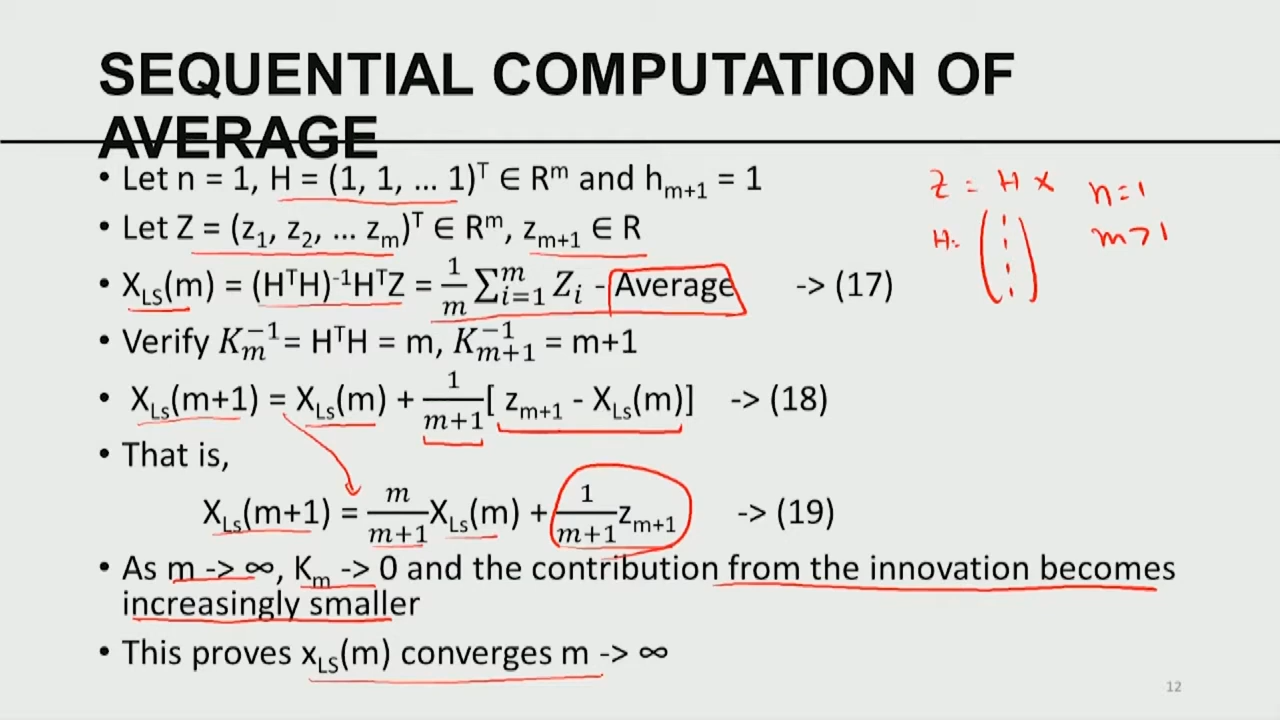 SEQUENTIAL COMPUTATION OF
AVERAGE
• Let n = 1, H = (1, 1, ... 1)ᵀ ∈ Rᵐ and hₘ₊₁ = 1
• Let Z = (z₁, z₂, ... zₘ)ᵀ ∈ Rᵐ, zₘ₊₁ ∈ R
• X_LS(m) = (HᵀH)⁻¹HᵀZ = 1/m ∑ᵢ₌₁ᵐ Zᵢ - Average -> (17)
• Verify Kₘ⁻¹ = HᵀH = m, Kₘ₊₁⁻¹ = m+1
• X_Ls(m+1) = X_Ls(m) + 1/(m+1) [ zₘ₊₁ - X_Ls(m)] -> (18)
• That is,
X_Ls(m+1) = m/(m+1) X_Ls(m) + 1/(m+1) zₘ₊₁ -> (19)
• As m -> ∞, Kₘ -> 0 and the contribution from the innovation becomes
increasingly smaller
• This proves x_LS(m) converges m -> ∞
Z = H x n=1
H= m>1
12